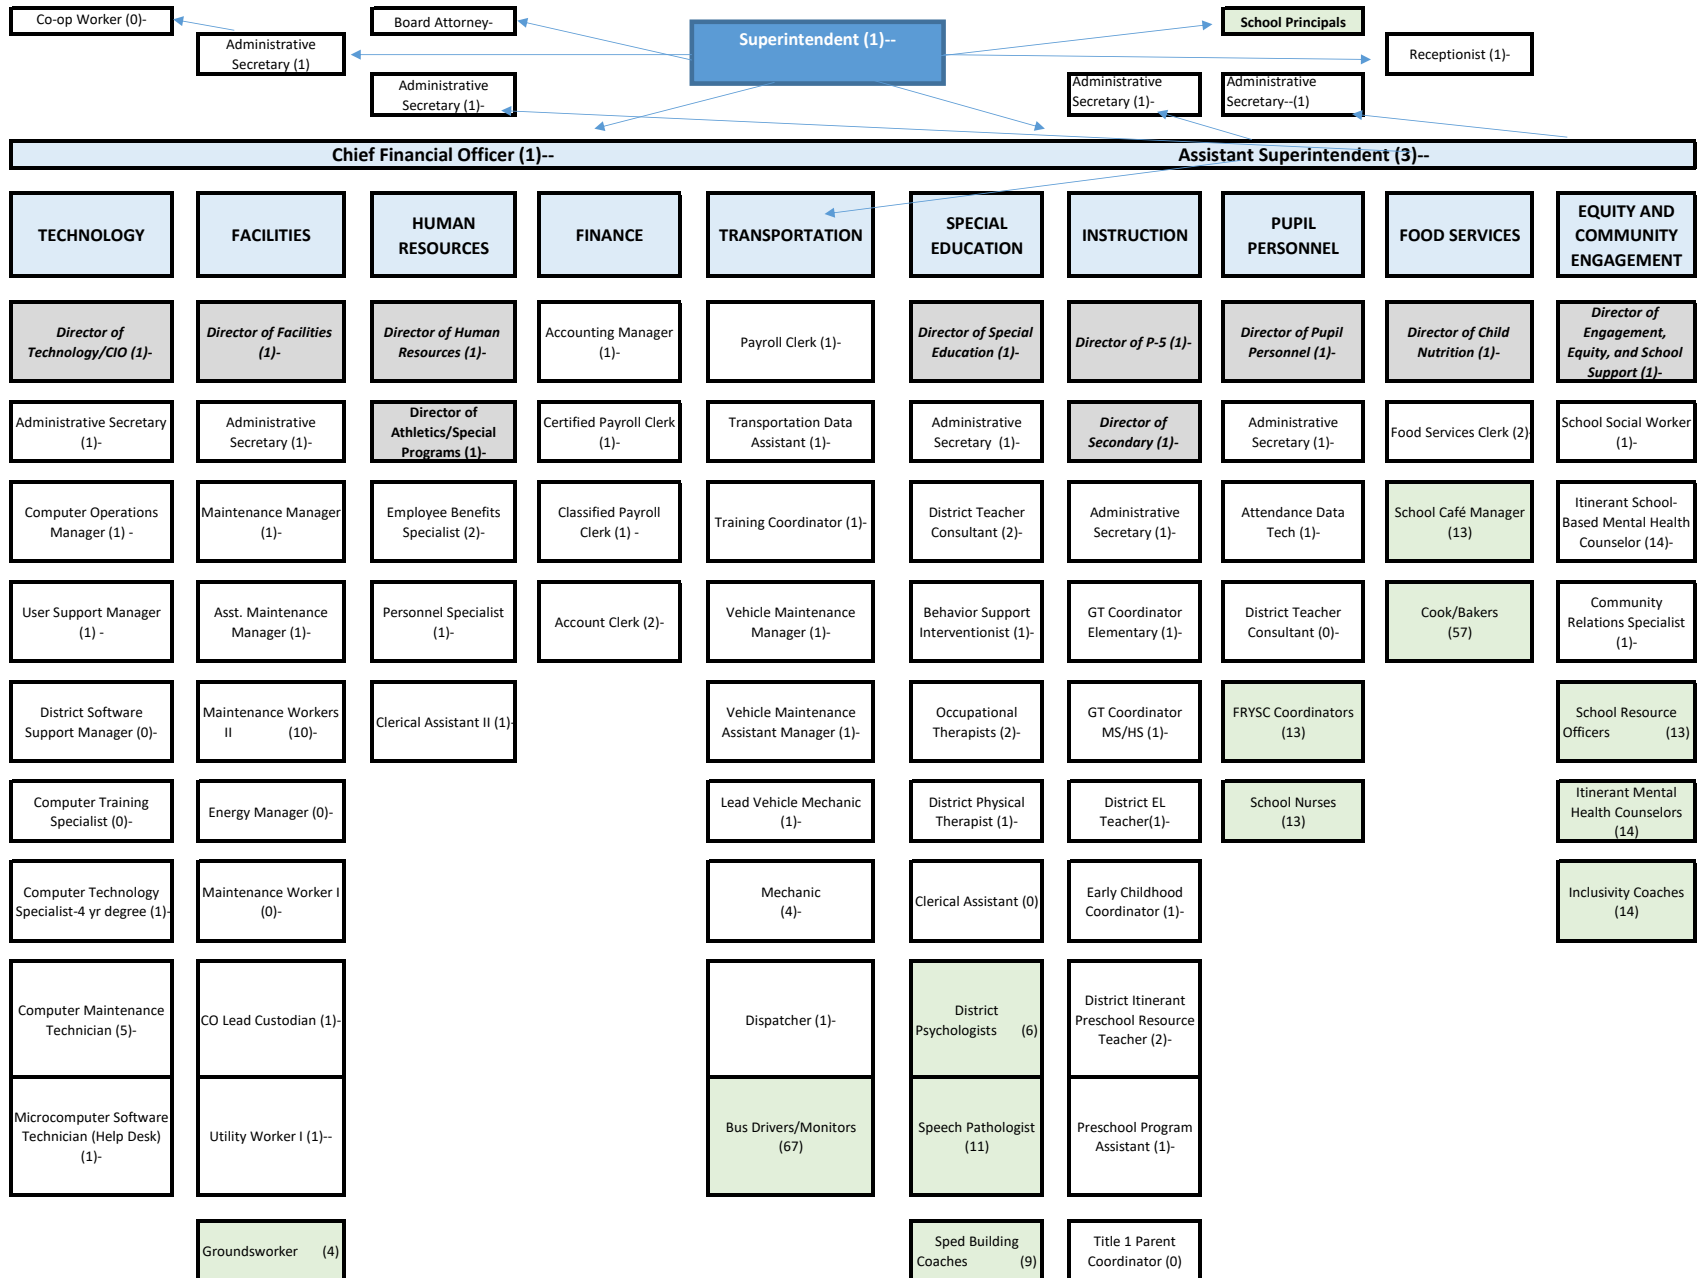 Co-op Worker (0)-
Board Attorney-
Superintendent (1)--
School Principals
Administrative
Secretary (1)
Receptionist (1)-
Administrative
Secretary (1)-
Administrative
Secretary (1)-
Administrative
Secretary--(1)
Chief Financial Officer (1)--
Assistant Superintendent (3)--
TECHNOLOGY
FACILITIES
HUMAN
RESOURCES
FINANCE
TRANSPORTATION
SPECIAL
EDUCATION
INSTRUCTION
PUPIL
PERSONNEL
FOOD SERVICES
EQUITY AND
COMMUNITY
ENGAGEMENT
Director of
Technology/CIO (1)-
Director of Facilities
(1)-
Director of Human
Resources (1)-
Accounting Manager
(1)-
Payroll Clerk (1)-
Director of Special
Education (1)-
Director of P-5 (1)-
Director of Pupil
Personnel (1)-
Director of Child
Nutrition (1)-
Director of
Engagement,
Equity, and School
Support (1)-
Administrative Secretary
(1)-
Administrative
Secretary (1)-
Director of
Athletics/Special
Programs (1)-
Certified Payroll Clerk
(1)-
Transportation Data
Assistant (1)-
Administrative
Secretary (1)-
Director of
Secondary (1)-
Administrative
Secretary (1)-
Food Services Clerk (2)-
School Social Worker
(1)-
Computer Operations
Manager (1) -
Maintenance Manager
(1)-
Employee Benefits
Specialist (2)-
Classified Payroll
Clerk (1) -
Training Coordinator (1)-
District Teacher
Consultant (2)-
Administrative
Secretary (1)-
Attendance Data
Tech (1)-
School Café Manager
(13)
Itinerant School-
Based Mental Health
Counselor (14)-
User Support Manager
(1) -
Asst. Maintenance
Manager (1)-
Personnel Specialist
(1)-
Account Clerk (2)-
Vehicle Maintenance
Manager (1)-
Behavior Support
Interventionist (1)-
GT Coordinator
Elementary (1)-
District Teacher
Consultant (0)-
Cook/Bakers
(57)
Community
Relations Specialist
(1)-
District Software
Support Manager (0)-
Maintenance Workers
II (10)-
Clerical Assistant II (1)-
Vehicle Maintenance
Assistant Manager (1)-
Occupational
Therapists (2)-
GT Coordinator
MS/HS (1)-
FRYSC Coordinators
(13)
School Resource
Officers (13)
Computer Training
Specialist (0)-
Energy Manager (0)-
Lead Vehicle Mechanic
(1)-
District Physical
Therapist (1)-
District EL
Teacher(1)-
School Nurses
(13)
Itinerant Mental
Health Counselors
(14)
Computer Technology
Specialist-4 yr degree (1)-
Maintenance Worker I
(0)-
Mechanic
(4)-
Clerical Assistant (0)
Early Childhood
Coordinator (1)-
Inclusivity Coaches
(14)
Computer Maintenance
Technician (5)-
CO Lead Custodian (1)-
Dispatcher (1)-
District
Psychologists (6)
District Itinerant
Preschool Resource
Teacher (2)-
Microcomputer Software
Technician (Help Desk)
(1)-
Utility Worker I (1)--
Bus Drivers/Monitors
(67)
Speech Pathologist
(11)
Preschool Program
Assistant (1)-
Groundsworker (4)
Sped Building
Coaches (9)
Title 1 Parent
Coordinator (0)